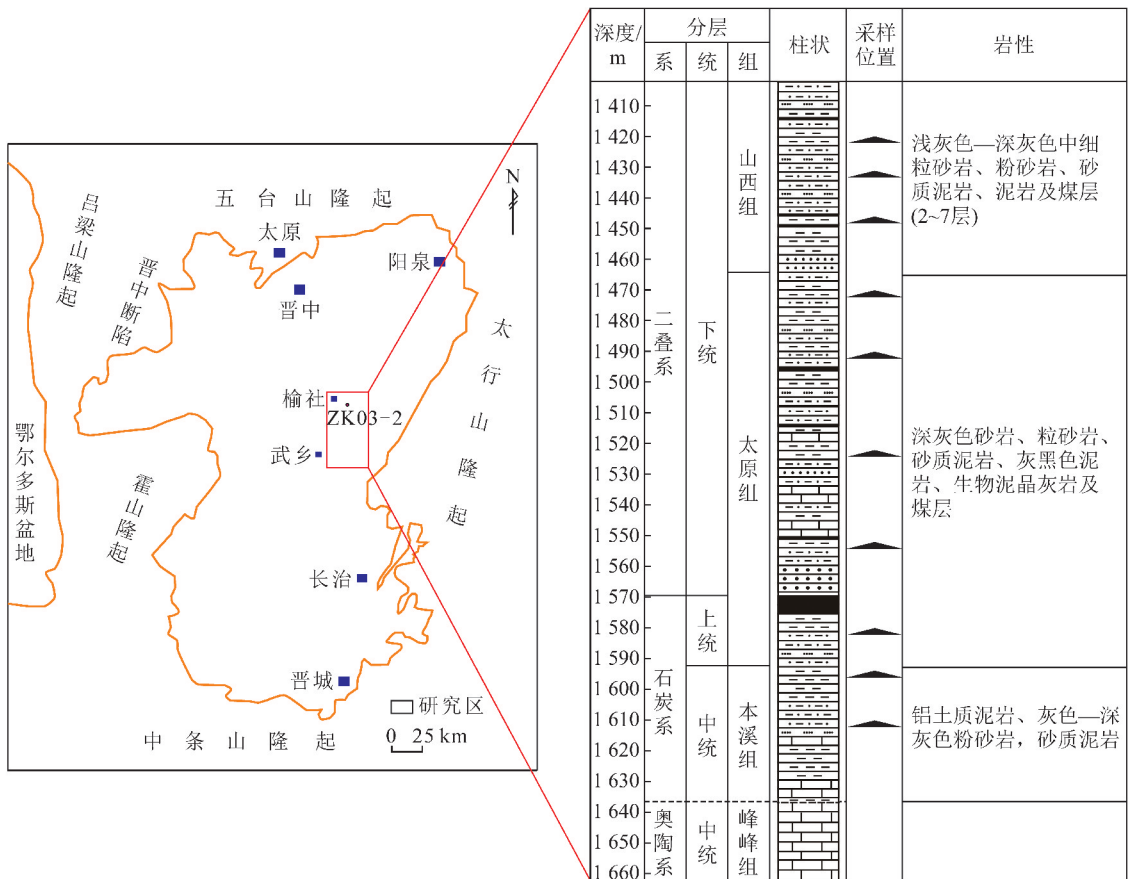 五台山隆起
N
太原
阳泉
晋中
吕梁山隆起
晋中断陷
太行山隆起
榆社
ZK03-2
武乡
鄂尔多斯盆地
霍山隆起
长治
晋城
研究区
0 25 km
中条山隆起
深度/
m
分层
系
统
组
柱状
采样
位置
岩性
1 410
1 420
1 430
1 440
1 450
1 460
1 470
1 480
1 490
1 500
1 510
1 520
1 530
1 540
1 550
1 560
1 570
1 580
1 590
1 600
1 610
1 620
1 630
1 640
1 650
1 660
二叠系
石炭系
奥陶系
下统
上统
中统
中统
山西组
太原组
本溪组
峰峰组
浅灰色—深灰色中细
粒砂岩、粉砂岩、砂
质泥岩、泥岩及煤层
(2~7层)
深灰色砂岩、粒砂岩、
砂质泥岩、灰黑色泥
岩、生物泥晶灰岩及
煤层
铝土质泥岩、灰色—深
灰色粉砂岩，砂质泥岩